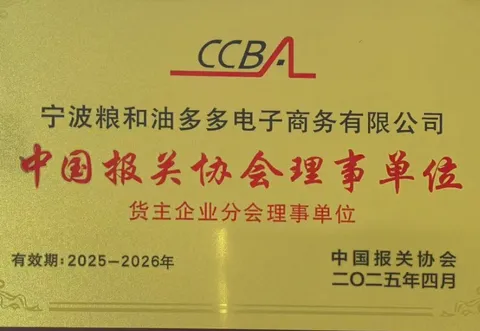 CCBA
宁波粮和油多多电子商务有限公司
中国报关协会理事单位
货主企业分会理事单位
有效期:2025—2026年
中国报关协会
二〇二五年四月